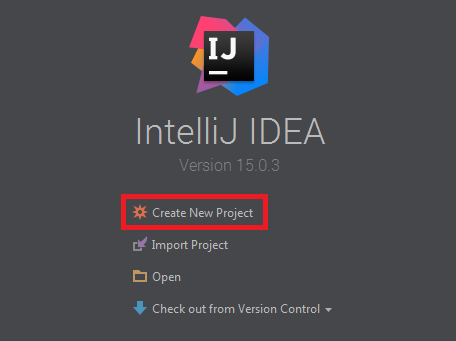 IJ
IntelliJ IDEA
Version 15.0.3
Create New Project
Import Project
Open
Check out from Version Control